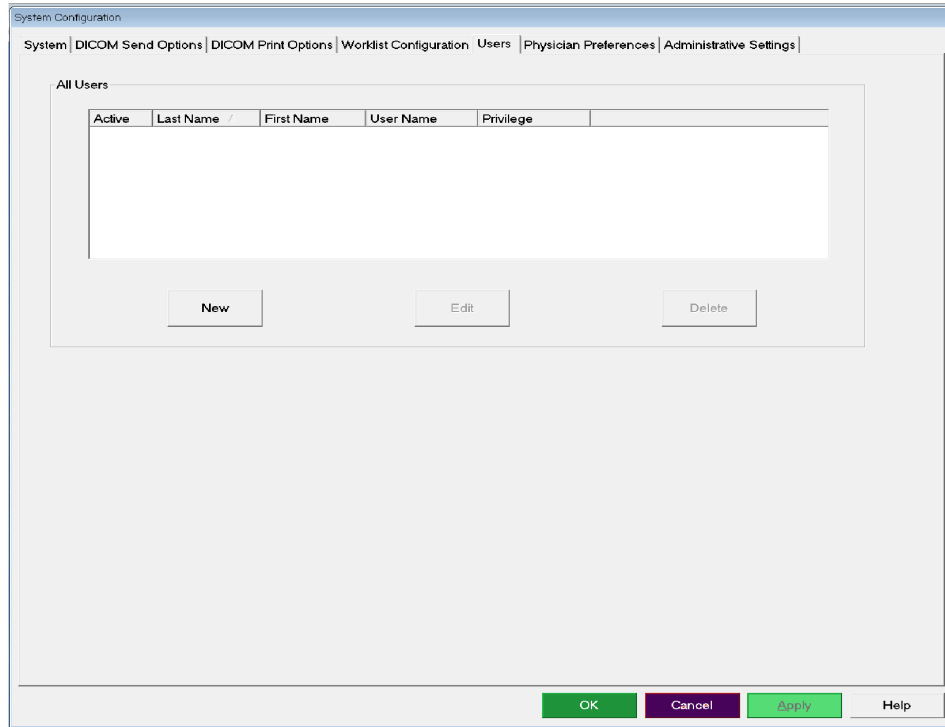 System Configuration
System DICOM Send Options DICOM Print Options Worklist Configuration Users Physician Preferences Administrative Settings
All Users
Active Last Name First Name User Name Privilege
New Edit Delete
OK Cancel Apply Help